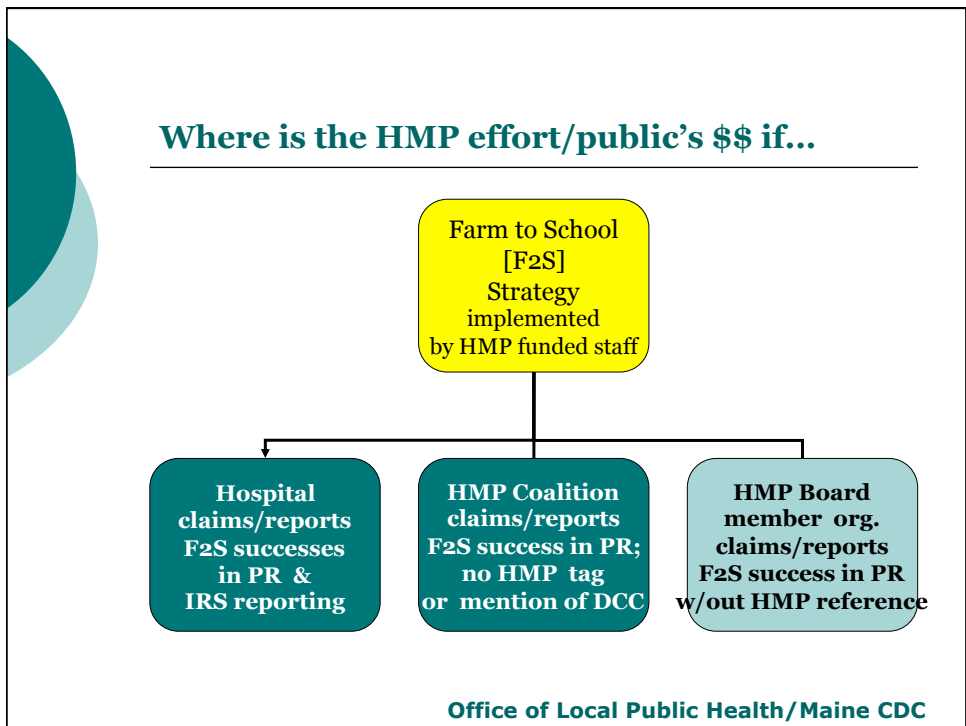 Where is the HMP effort/public's $$ if...
Farm to School
[F2S]
Strategy
implemented
by HMP funded staff
Hospital
claims/reports
F2S successes
in PR &
IRS reporting
HMP Coalition
claims/reports
F2S success in PR;
no HMP tag
or mention of DCC
HMP Board
member org.
claims/reports
F2S success in PR
w/out HMP reference
Office of Local Public Health/Maine CDC